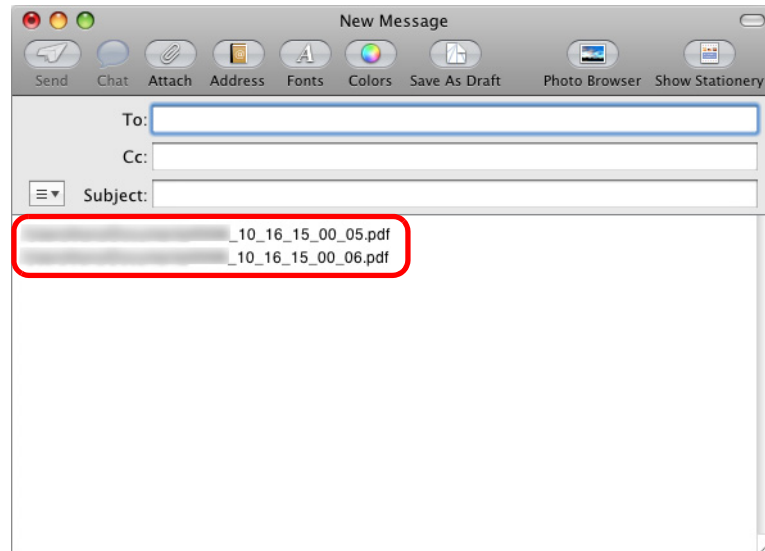 New Message
Send Chat Attach Address Fonts Colors Save As Draft Photo Browser Show Stationery
To:
Cc:
Subject:
_10_16_15_00_05.pdf
_10_16_15_00_06.pdf